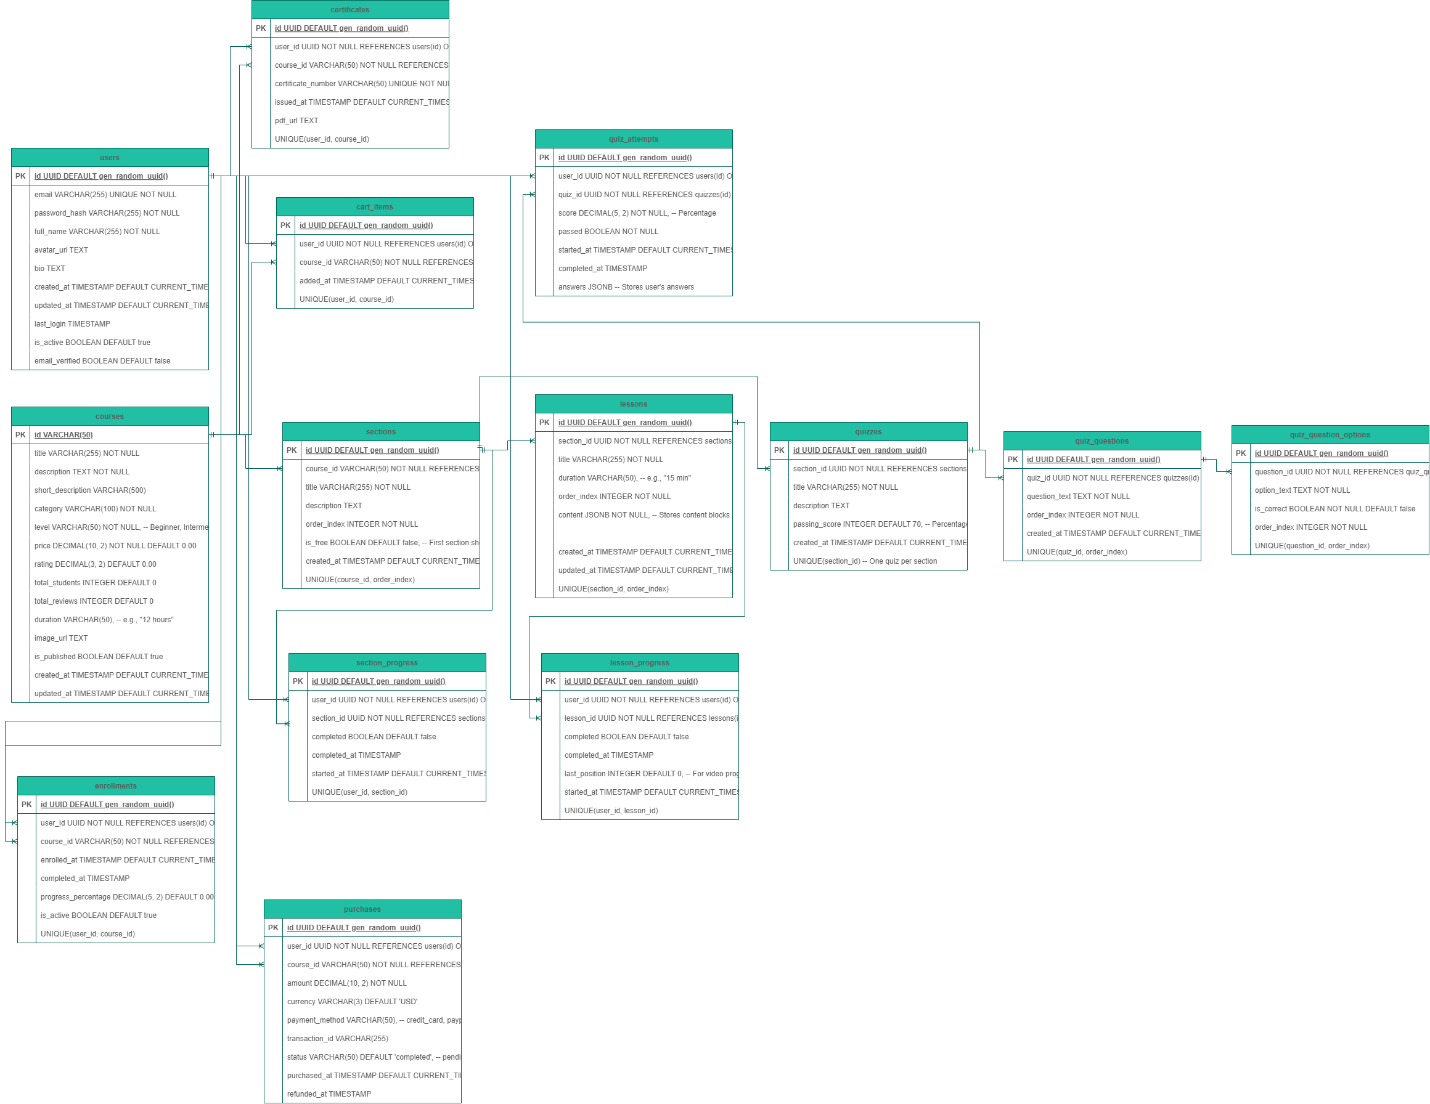 certificates
PK id UUID DEFAULT gen_random_uuid()
user_id UUID NOT NULL REFERENCES users(id) O
course_id VARCHAR(50) NOT NULL REFERENCES
certificate_number VARCHAR(50) UNIQUE NOT NUL
issued_at TIMESTAMP DEFAULT CURRENT_TIMES
pdf_url TEXT
UNIQUE(user_id, course_id)
users
PK id UUID DEFAULT gen_random_uuid()
email VARCHAR(255) UNIQUE NOT NULL
password_hash VARCHAR(255) NOT NULL
full_name VARCHAR(255) NOT NULL
avatar_url TEXT
bio TEXT
created_at TIMESTAMP DEFAULT CURRENT_TIME
updated_at TIMESTAMP DEFAULT CURRENT_TIME
last_login TIMESTAMP
is_active BOOLEAN DEFAULT true
email_verified BOOLEAN DEFAULT false
cart_items
PK id UUID DEFAULT gen_random_uuid()
user_id UUID NOT NULL REFERENCES users(id) O
course_id VARCHAR(50) NOT NULL REFERENCES
added_at TIMESTAMP DEFAULT CURRENT_TIMES
UNIQUE(user_id, course_id)
quiz_attempts
PK id UUID DEFAULT gen_random_uuid()
user_id UUID NOT NULL REFERENCES users(id) O
quiz_id UUID NOT NULL REFERENCES quizzes(id)
score DECIMAL(5, 2) NOT NULL, -- Percentage
passed BOOLEAN NOT NULL
started_at TIMESTAMP DEFAULT CURRENT_TIMES
completed_at TIMESTAMP
answers JSONB -- Stores user's answers
courses
PK id VARCHAR(50)
title VARCHAR(255) NOT NULL
description TEXT NOT NULL
short_description VARCHAR(500)
category VARCHAR(100) NOT NULL
level VARCHAR(50) NOT NULL, -- Beginner, Interme
price DECIMAL(10, 2) NOT NULL DEFAULT 0.00
rating DECIMAL(3, 2) DEFAULT 0.00
total_students INTEGER DEFAULT 0
total_reviews INTEGER DEFAULT 0
duration VARCHAR(50), -- e.g., "12 hours"
image_url TEXT
is_published BOOLEAN DEFAULT true
created_at TIMESTAMP DEFAULT CURRENT_TIME
updated_at TIMESTAMP DEFAULT CURRENT_TIME
sections
PK id UUID DEFAULT gen_random_uuid()
course_id VARCHAR(50) NOT NULL REFERENCES
title VARCHAR(255) NOT NULL
description TEXT
order_index INTEGER NOT NULL
is_free BOOLEAN DEFAULT false, -- First section sh
created_at TIMESTAMP DEFAULT CURRENT_TIME
UNIQUE(course_id, order_index)
lessons
PK id UUID DEFAULT gen_random_uuid()
section_id UUID NOT NULL REFERENCES sections
title VARCHAR(255) NOT NULL
duration VARCHAR(50), -- e.g., "15 min"
order_index INTEGER NOT NULL
content JSONB NOT NULL, -- Stores content blocks
created_at TIMESTAMP DEFAULT CURRENT_TIME
updated_at TIMESTAMP DEFAULT CURRENT_TIME
UNIQUE(section_id, order_index)
quizzes
PK id UUID DEFAULT gen_random_uuid()
section_id UUID NOT NULL REFERENCES sections
title VARCHAR(255) NOT NULL
description TEXT
passing_score INTEGER DEFAULT 70, -- Percentage
created_at TIMESTAMP DEFAULT CURRENT_TIME
UNIQUE(section_id) -- One quiz per section
quiz_questions
PK id UUID DEFAULT gen_random_uuid()
quiz_id UUID NOT NULL REFERENCES quizzes(id)
question_text TEXT NOT NULL
order_index INTEGER NOT NULL
created_at TIMESTAMP DEFAULT CURRENT_TIME
UNIQUE(quiz_id, order_index)
quiz_question_options
PK id UUID DEFAULT gen_random_uuid()
question_id UUID NOT NULL REFERENCES quiz_qu
option_text TEXT NOT NULL
is_correct BOOLEAN NOT NULL DEFAULT false
order_index INTEGER NOT NULL
UNIQUE(question_id, order_index)
section_progress
PK id UUID DEFAULT gen_random_uuid()
user_id UUID NOT NULL REFERENCES users(id) O
section_id UUID NOT NULL REFERENCES sections
completed BOOLEAN DEFAULT false
completed_at TIMESTAMP
started_at TIMESTAMP DEFAULT CURRENT_TIMES
UNIQUE(user_id, section_id)
lesson_progress
PK id UUID DEFAULT gen_random_uuid()
user_id UUID NOT NULL REFERENCES users(id) O
lesson_id UUID NOT NULL REFERENCES lessons(i
completed BOOLEAN DEFAULT false
completed_at TIMESTAMP
last_position INTEGER DEFAULT 0, -- For video prog
started_at TIMESTAMP DEFAULT CURRENT_TIMES
UNIQUE(user_id, lesson_id)
enrollments
PK id UUID DEFAULT gen_random_uuid()
user_id UUID NOT NULL REFERENCES users(id) O
course_id VARCHAR(50) NOT NULL REFERENCES
enrolled_at TIMESTAMP DEFAULT CURRENT_TIME
completed_at TIMESTAMP
progress_percentage DECIMAL(5, 2) DEFAULT 0.00
is_active BOOLEAN DEFAULT true
UNIQUE(user_id, course_id)
purchases
PK id UUID DEFAULT gen_random_uuid()
user_id UUID NOT NULL REFERENCES users(id) O
course_id VARCHAR(50) NOT NULL REFERENCES
amount DECIMAL(10, 2) NOT NULL
currency VARCHAR(3) DEFAULT 'USD'
payment_method VARCHAR(50), -- credit_card, payp
transaction_id VARCHAR(255)
status VARCHAR(50) DEFAULT 'completed', -- pendi
purchased_at TIMESTAMP DEFAULT CURRENT_TI
refunded_at TIMESTAMP